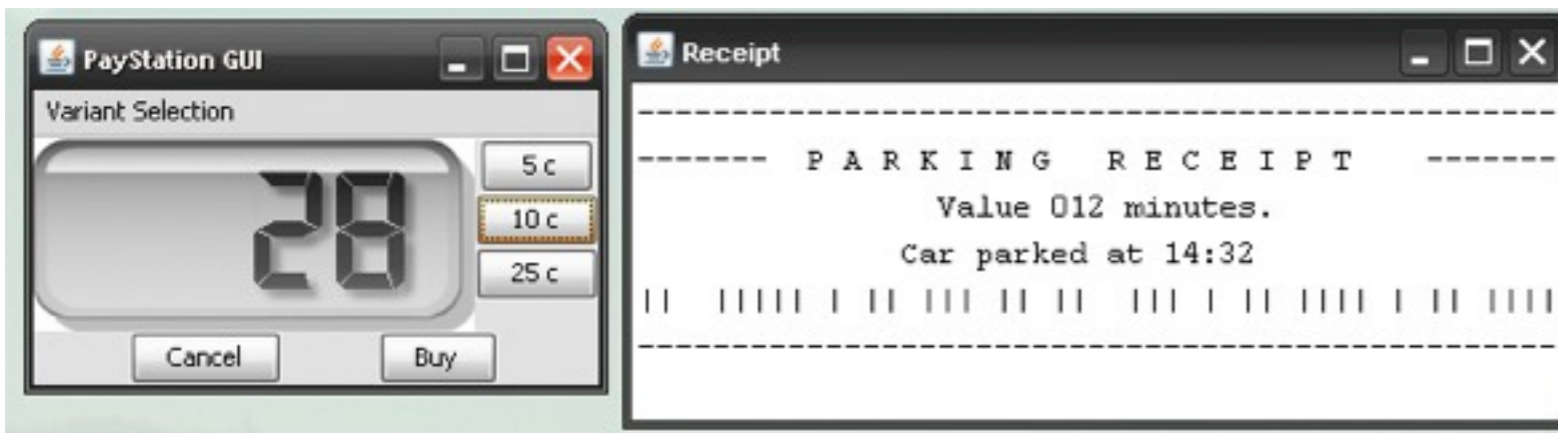 PayStation GUI
Variant Selection
28
5 c
10 c
25 c
Cancel
Buy
Receipt
--------------------------------------------------
------- P A R K I N G   R E C E I P T -------
Value 012 minutes.
Car parked at 14:32
|| ||||| | || ||| || || ||| | || |||| | || ||||
--------------------------------------------------